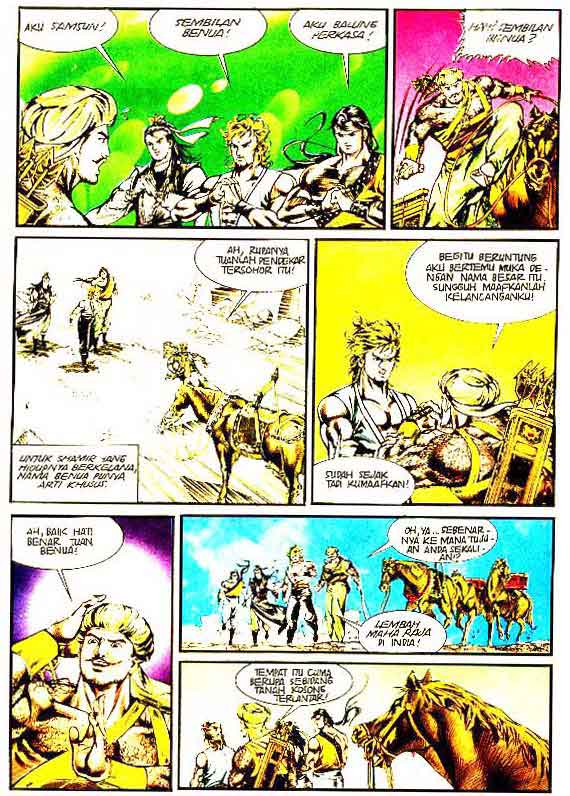 AKU SAMSUN!
SEMBILAN
BENUA!
AKU BALUNG
PERKASA!
HAH! SEMBILAN
BENUA?
AH, RUPANYA
TUANLAH PENDEKAR
TERSOHOR ITU!
UNTUK SHAMIR YANG
HIDUPNYA BERKELANA,
NAMA BENUA PUNYA
ARTI KHUSUS.
BEGITU BERUNTUNG
AKU BERTEMU MUKA DE-
NGAN NAMA BESAR ITU
SUNGGUH MAAFKANLAH
KELANCANGANKU!
SUDAH SEJAK
TADI KUMAAFKAN!
AH, BAIK HATI
BENAR TUAN
BENUA!
OH, YA... SEBENAR-
NYA KE MANA TUJU-
AN ANDA SEKALI-
AN!?
LEMBAH
MAHA RAJA
DI INDIA!
TEMPAT ITU CUMA
BERUPA SEBIDANG
TANAH KOSONG
TERLANTAR!